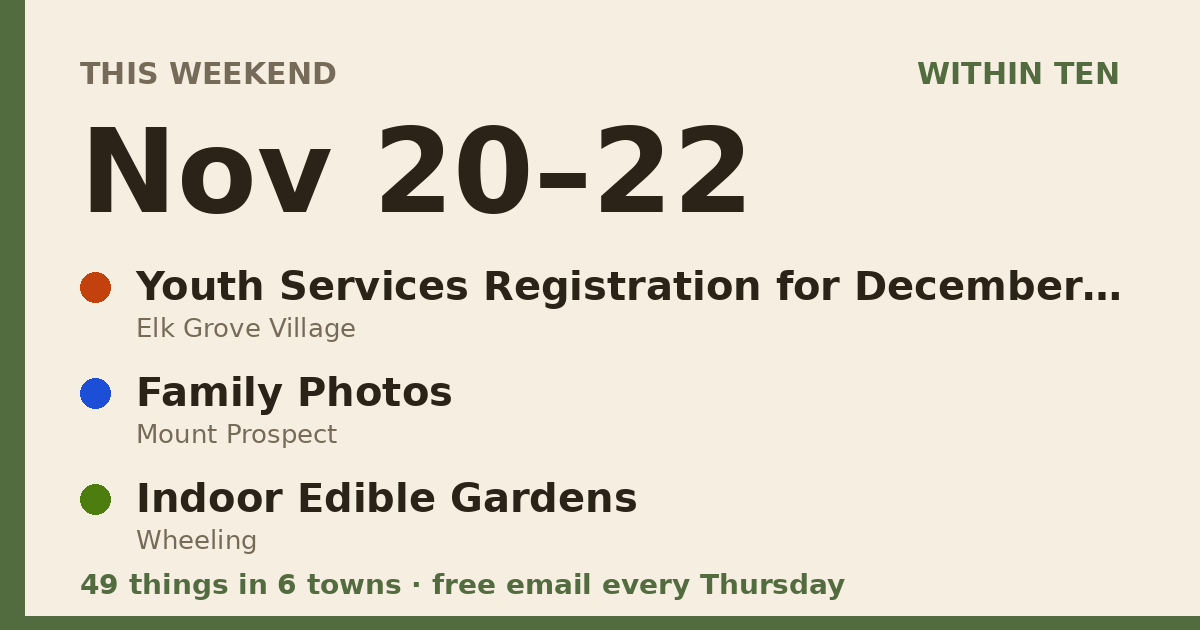 THIS WEEKEND
WITHIN TEN
Nov 20–22
Youth Services Registration for December…
Elk Grove Village
Family Photos
Mount Prospect
Indoor Edible Gardens
Wheeling
49 things in 6 towns · free email every Thursday